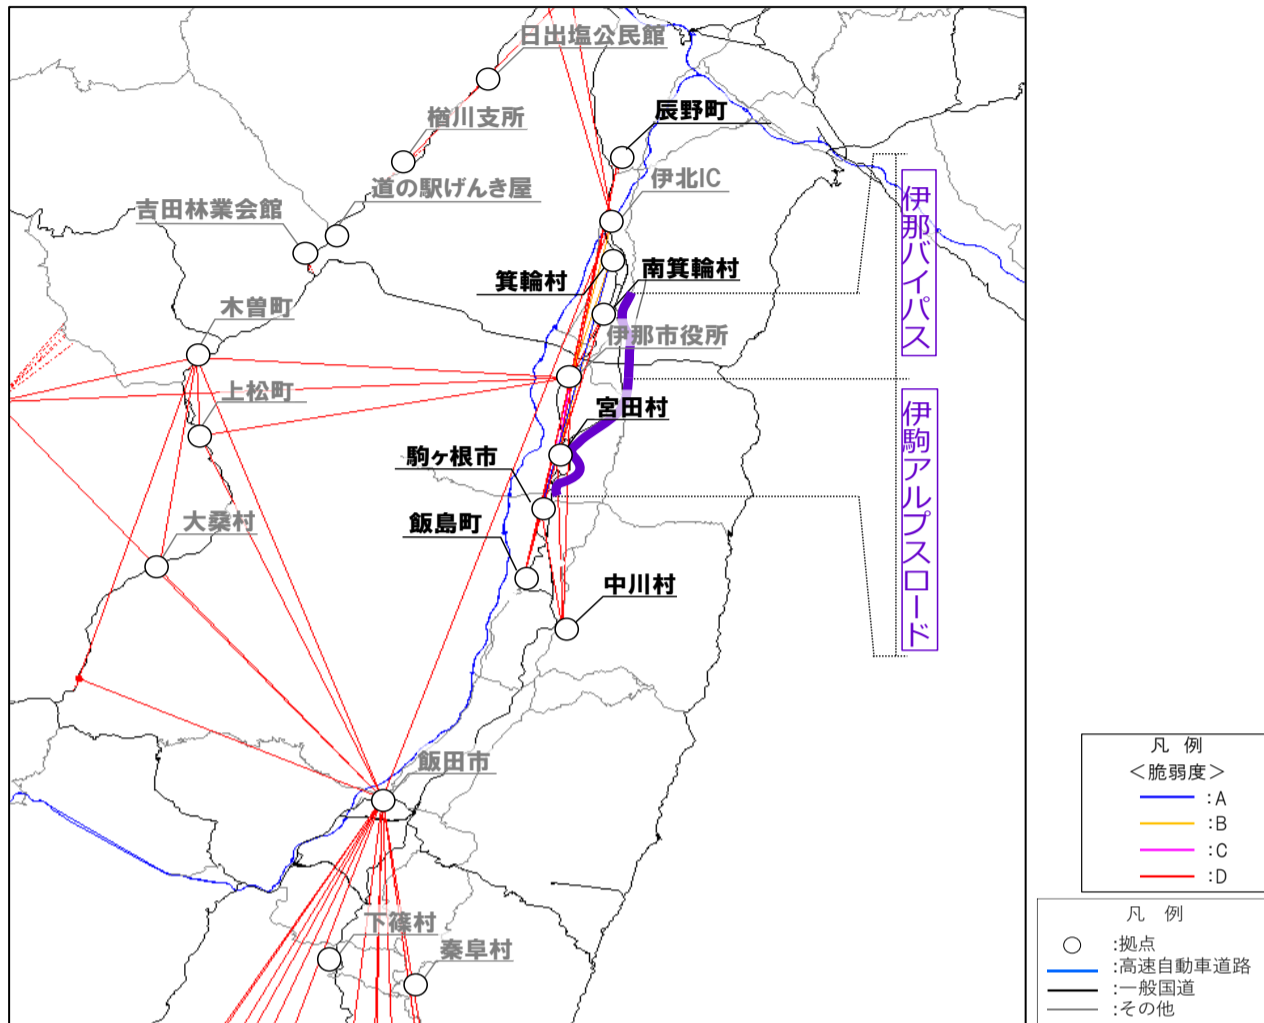 日出塩公民館
楢川支所
辰野町
道の駅げんき屋
伊北IC
吉田林業会館
箕輪村
南箕輪村
木曽町
伊那市役所
上松町
宮田村
駒ヶ根市
飯島町
大桑村
中川村
伊那バイパス
伊駒アルプスロード
飯田市
下篠村
秦阜村
凡 例
＜脆弱度＞
:A
:B
:C
:D
凡 例
:拠点
:高速自動車道路
:一般国道
:その他